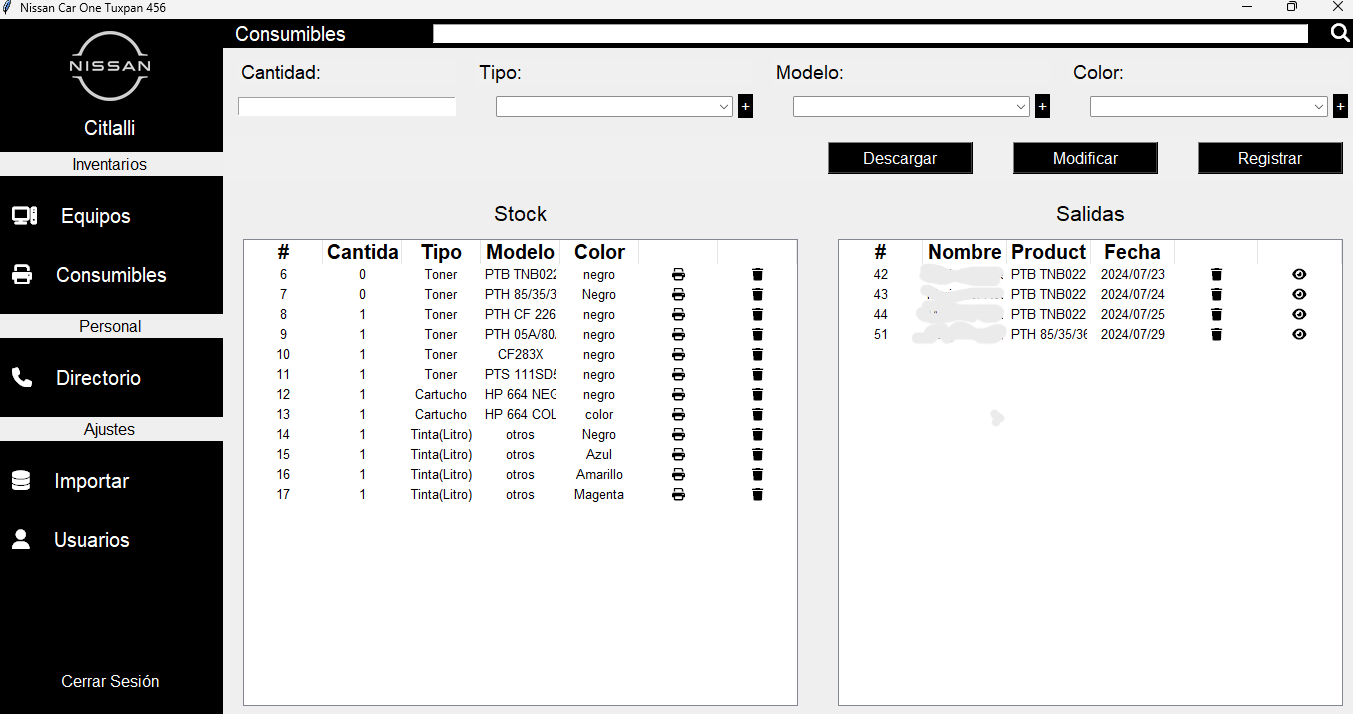 Nissan Car One Tuxpan 456
NISSAN
Citlalli
Inventarios
Equipos
Consumibles
Personal
Directorio
Ajustes
Importar
Usuarios
Cerrar Sesión
Consumibles
Cantidad: Tipo: Modelo: Color:
+ + +
Descargar Modificar Registrar
Stock
# Cantida Tipo Modelo Color
6 0 Toner PTB TNB022 negro
7 0 Toner PTH 85/35/3 Negro
8 1 Toner PTH CF 226 negro
9 1 Toner PTH 05A/80. negro
10 1 Toner CF283X negro
11 1 Toner PTS 111SD5 negro
12 1 Cartucho HP 664 NEG negro
13 1 Cartucho HP 664 COL color
14 1 Tinta(Litro) otros Negro
15 1 Tinta(Litro) otros Azul
16 1 Tinta(Litro) otros Amarillo
17 1 Tinta(Litro) otros Magenta
Salidas
# Nombre Product Fecha
42 PTB TNB022 2024/07/23
43 PTB TNB022 2024/07/24
44 PTB TNB022 2024/07/25
51 PTH 85/35/36 2024/07/29